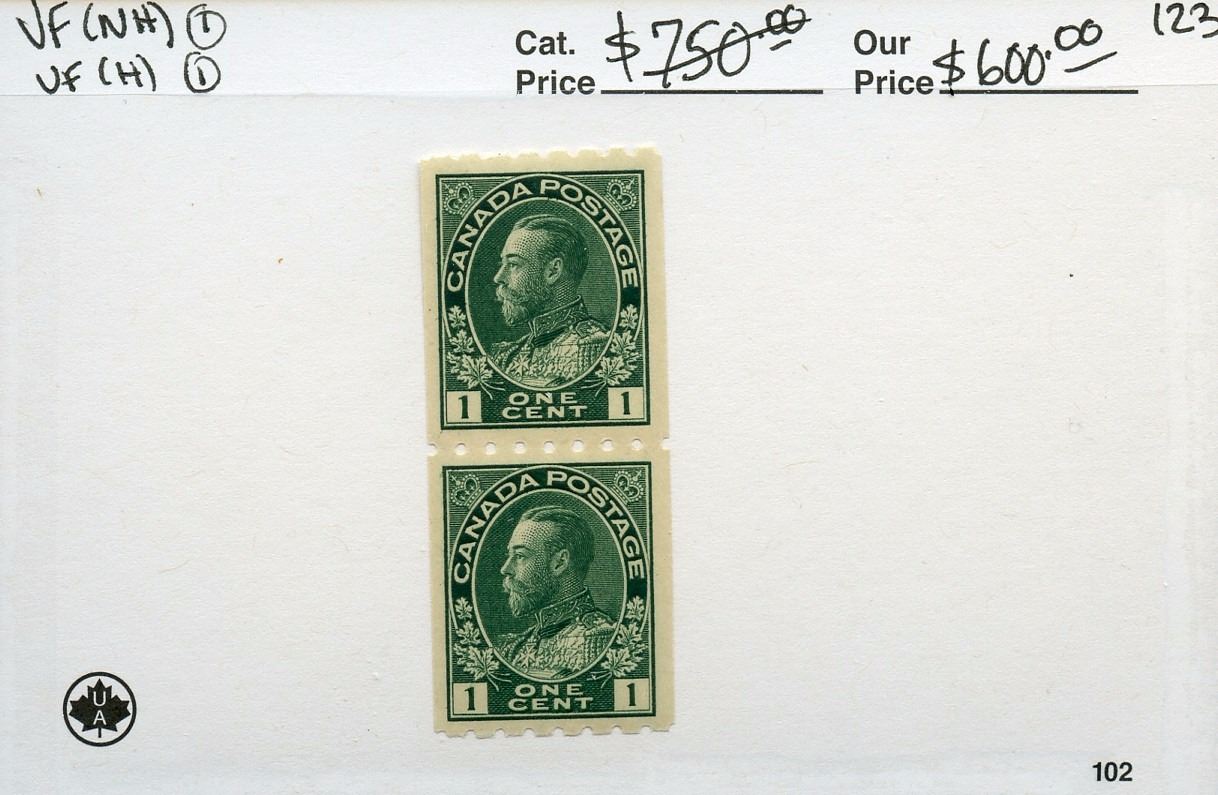 VF (NH) ①
VF (H) ①
Cat. Price $750.00
Our Price $600.00
123
CANADA POSTAGE
1 ONE CENT 1
CANADA POSTAGE
1 ONE CENT 1
U
A
102